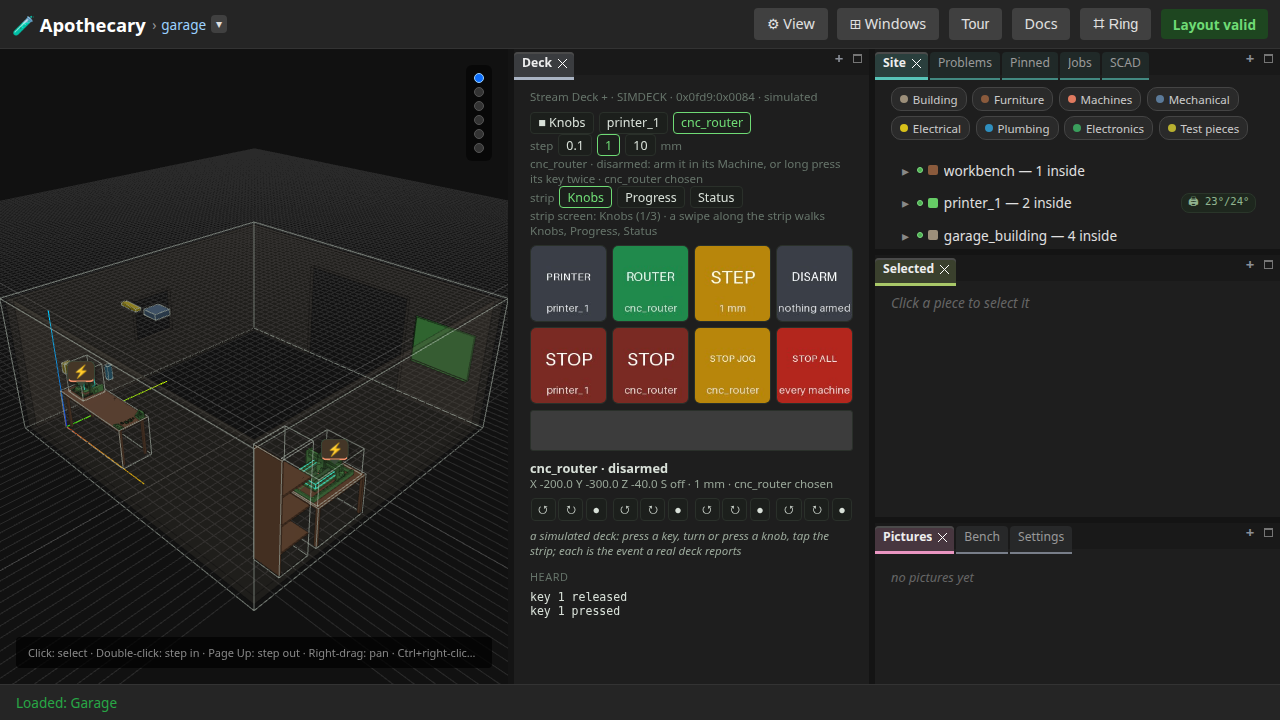 Apothecary › garage ▾
⚙ View
⊞ Windows
Tour
Docs
⌗ Ring
Layout valid
Click: select · Double-click: step in · Page Up: step out · Right-drag: pan · Ctrl+right-clic...
Deck
Stream Deck + · SIMDECK · 0x0fd9:0x0084 · simulated
■ Knobs
printer_1
cnc_router
step 0.1 1 10 mm
cnc_router · disarmed: arm it in its Machine, or long press
its key twice · cnc_router chosen
strip Knobs Progress Status
strip screen: Knobs (1/3) · a swipe along the strip walks
Knobs, Progress, Status
PRINTER
printer_1
ROUTER
cnc_router
STEP
1 mm
DISARM
nothing armed
STOP
printer_1
STOP
cnc_router
STOP JOG
cnc_router
STOP ALL
every machine
cnc_router · disarmed
X -200.0 Y -300.0 Z -40.0 S off · 1 mm · cnc_router chosen
↺ ↻ ● ↺ ↻ ● ↺ ↻ ● ↺ ↻ ●
a simulated deck: press a key, turn or press a knob, tap the
strip; each is the event a real deck reports
HEARD
key 1 released
key 1 pressed
Site
Problems
Pinned
Jobs
SCAD
Building
Furniture
Machines
Mechanical
Electrical
Plumbing
Electronics
Test pieces
workbench — 1 inside
printer_1 — 2 inside
23°/24°
garage_building — 4 inside
Selected
Click a piece to select it
Pictures
Bench
Settings
no pictures yet
Loaded: Garage